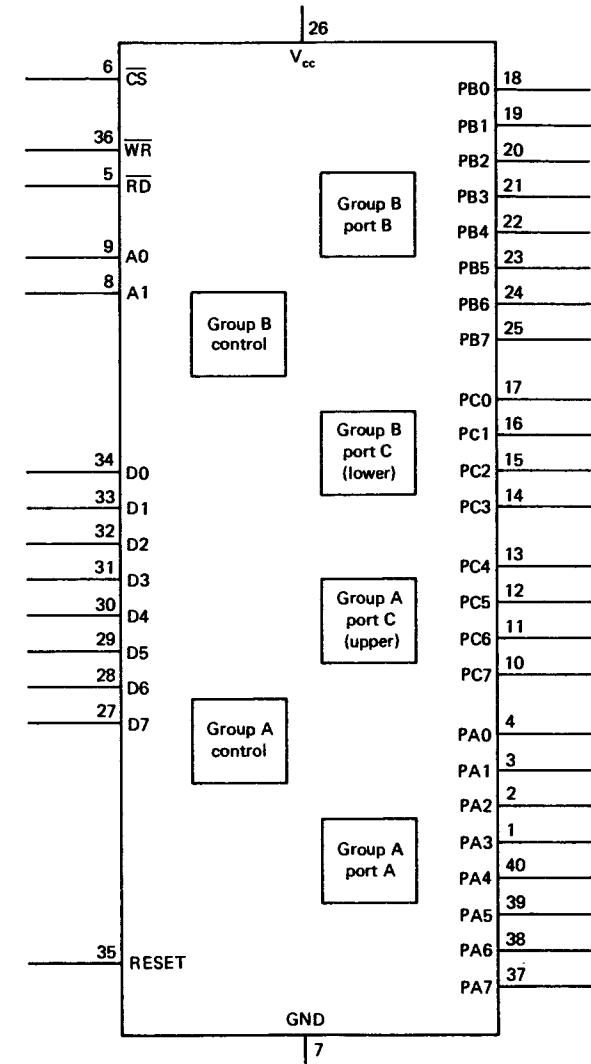 26
Vcc
6 CS
36 WR
5 RD
9 A0
8 A1
34 D0
33 D1
32 D2
31 D3
30 D4
29 D5
28 D6
27 D7
35 RESET
Group B
port B
Group B
control
Group B
port C
(lower)
Group A
port C
(upper)
Group A
control
Group A
port A
PB0 18
PB1 19
PB2 20
PB3 21
PB4 22
PB5 23
PB6 24
PB7 25
PC0 17
PC1 16
PC2 15
PC3 14
PC4 13
PC5 12
PC6 11
PC7 10
PA0 4
PA1 3
PA2 2
PA3 1
PA4 40
PA5 39
PA6 38
PA7 37
GND
7